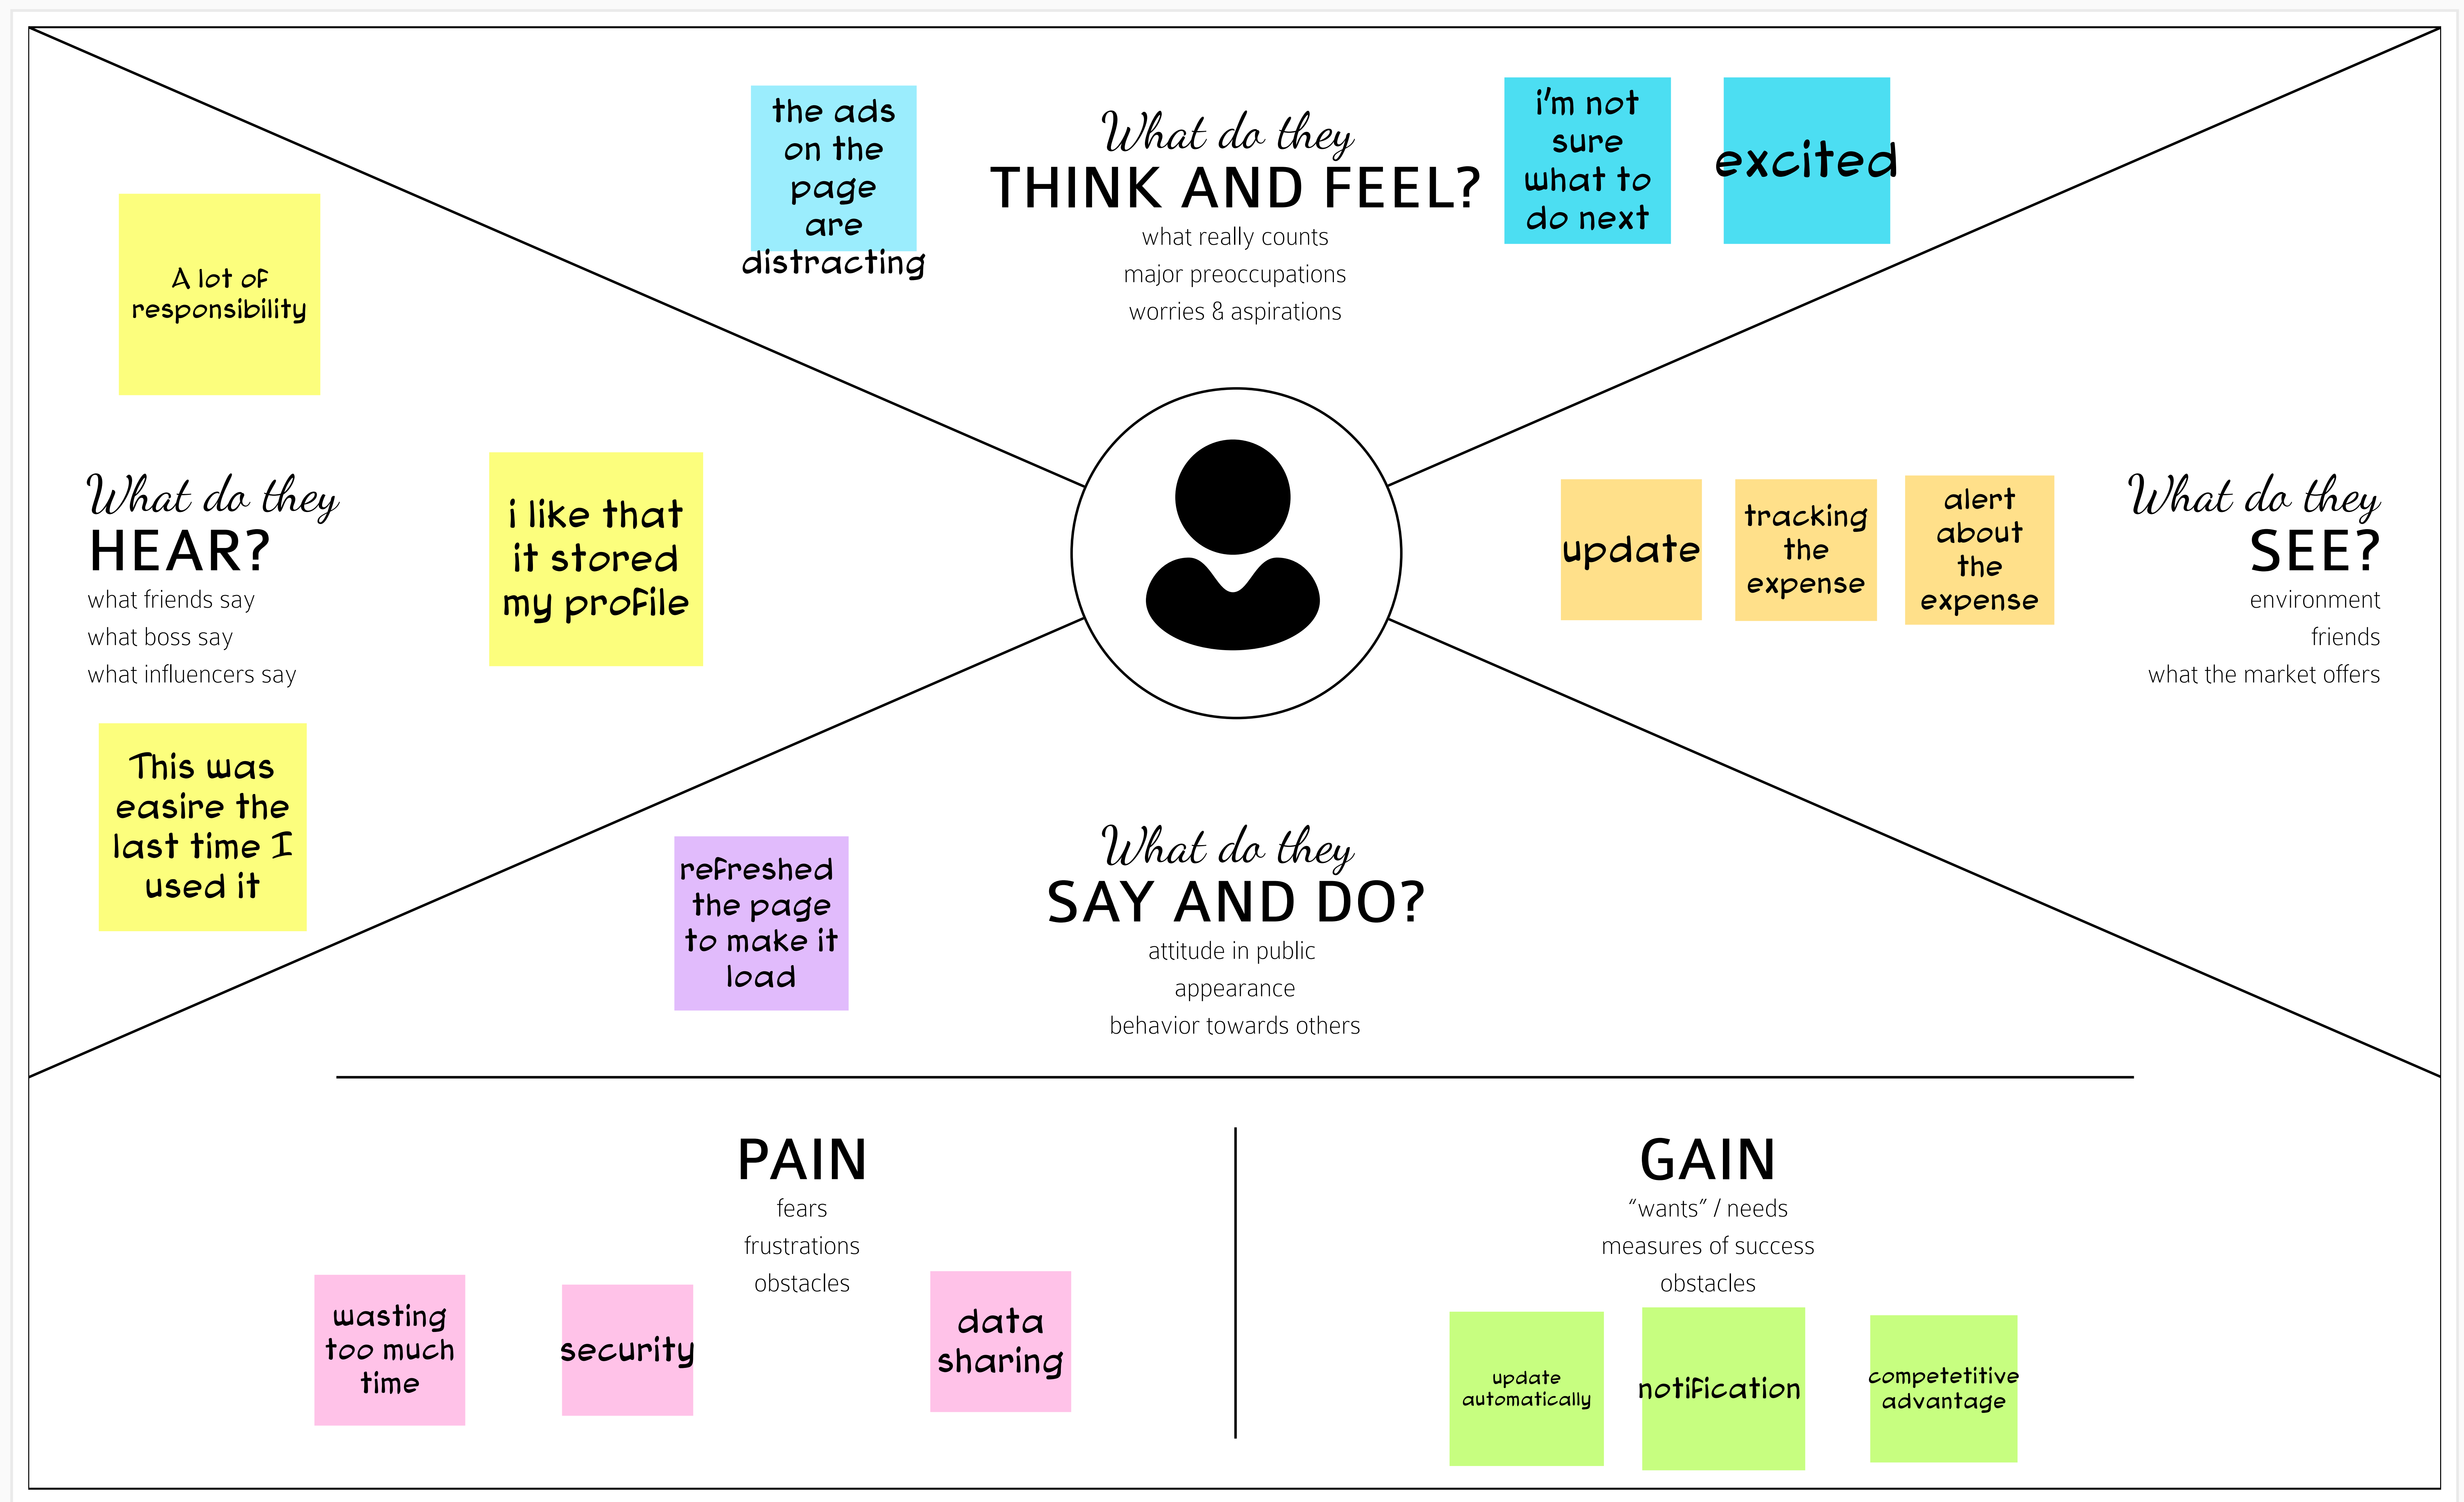 the ads
on the
page
are
distracting
What do they
THINK AND FEEL?
what really counts
major preoccupations
worries & aspirations
i'm not
sure
what to
do next
excited
A lot of
responsibility
What do they
HEAR?
what friends say
what boss say
what influencers say
i like that
it stored
my profile
This was
easire the
last time I
used it
update
tracking
the
expense
alert
about
the
expense
What do they
SEE?
environment
friends
what the market offers
refreshed
the page
to make it
load
What do they
SAY AND DO?
attitude in public
appearance
behavior towards others
PAIN
fears
frustrations
obstacles
wasting
too much
time
security
data
sharing
GAIN
“wants” / needs
measures of success
obstacles
update
automatically
notification
competetitive
advantage